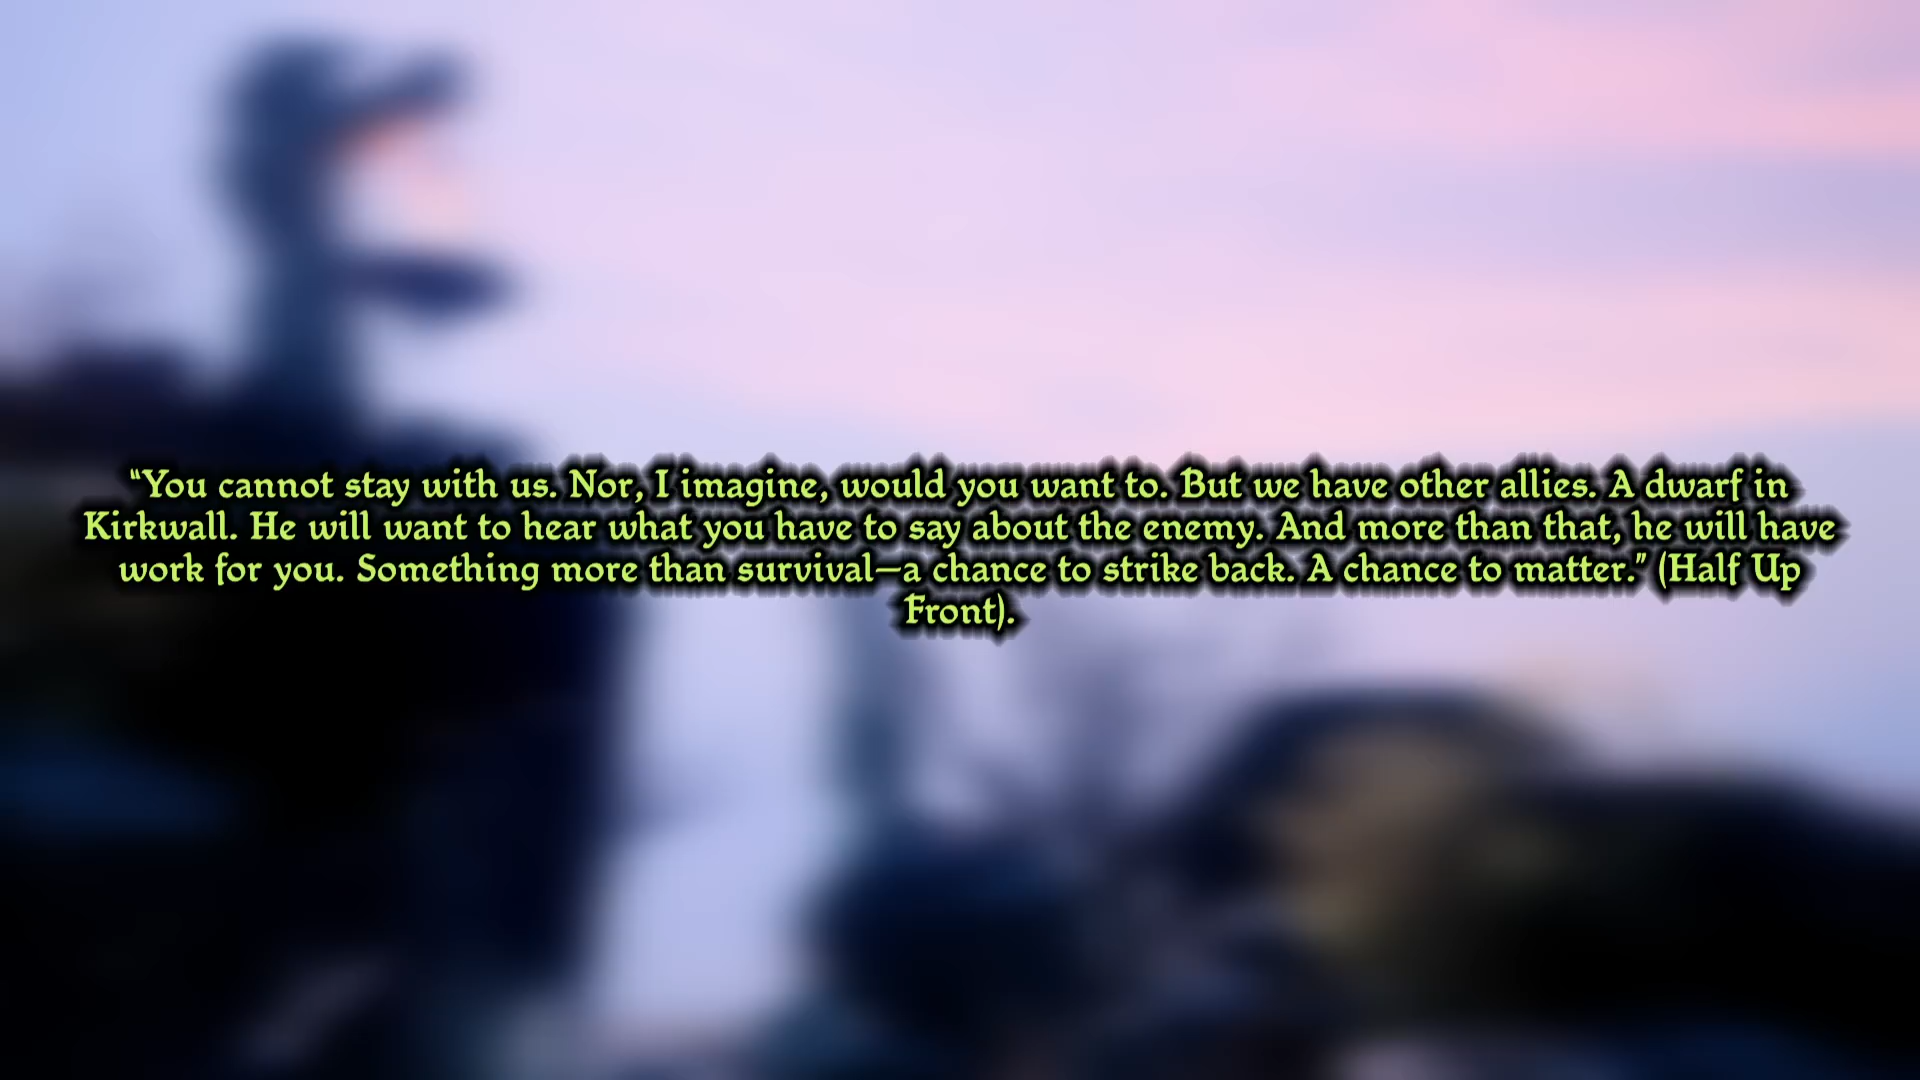 “You cannot stay with us. Nor, I imagine, would you want to. But we have other allies. A dwarf in
Kirkwall. He will want to hear what you have to say about the enemy. And more than that, he will have
work for you. Something more than survival—a chance to strike back. A chance to matter.” (Half Up
Front).